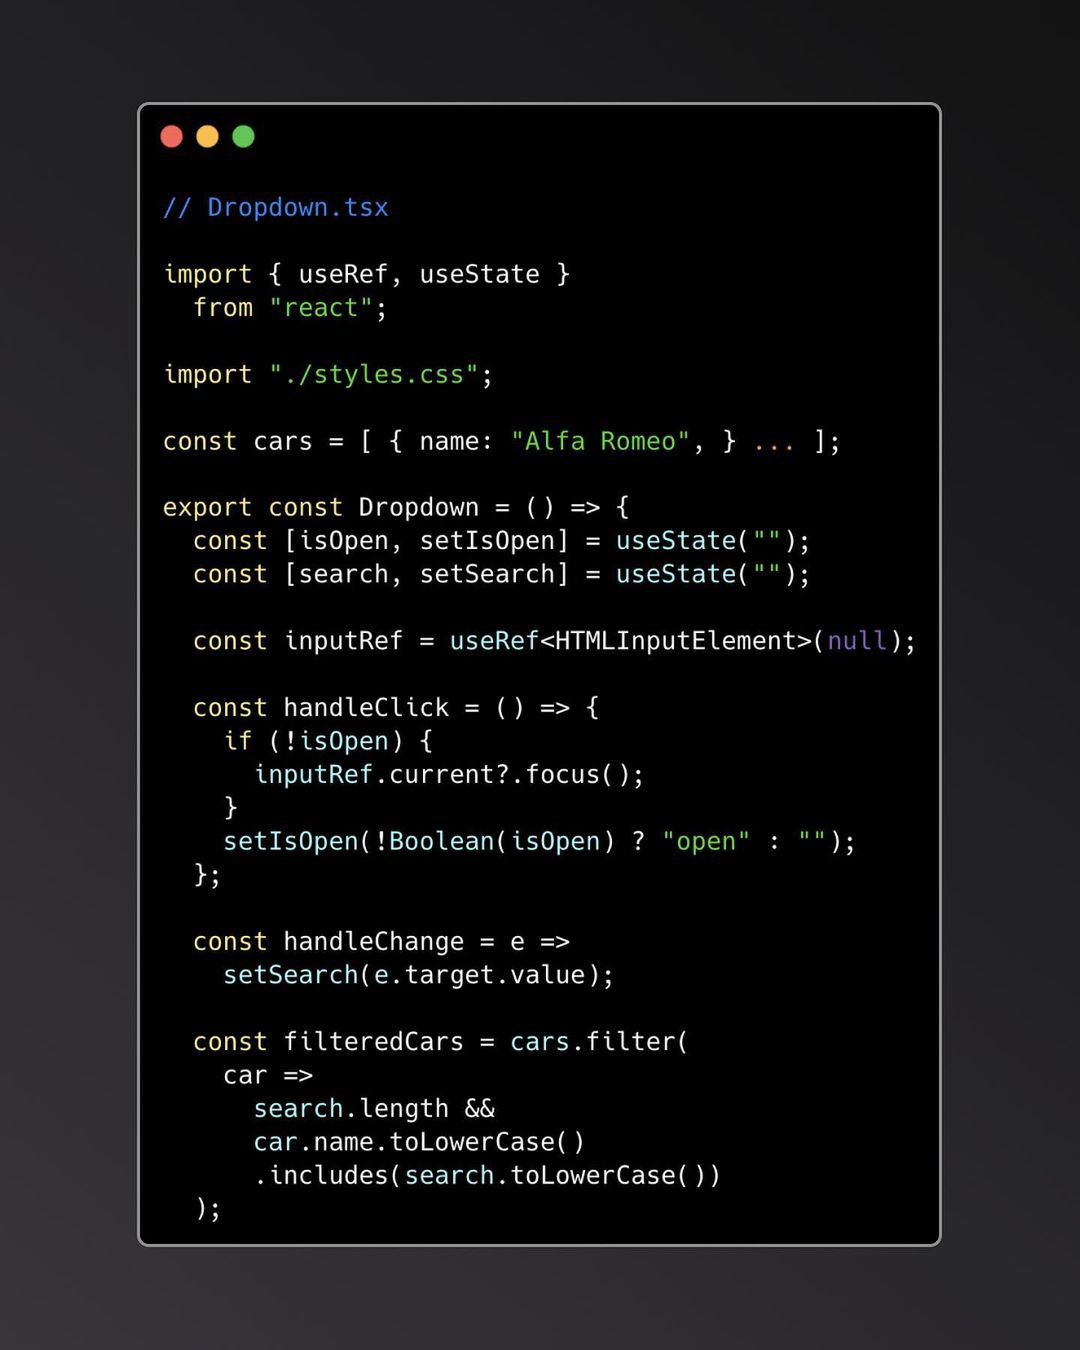 // Dropdown.tsx
import { useRef, useState }
from "react";
import "./styles.css";
const cars = [ { name: "Alfa Romeo", } ... ];
export const Dropdown = () => {
const [isOpen, setIsOpen] = useState("");
const [search, setSearch] = useState("");
const inputRef = useRef<HTMLInputElement>(null);
const handleClick = () => {
if (!isOpen) {
inputRef.current?.focus();
}
setIsOpen(!Boolean(isOpen) ? "open" : "");
};
const handleChange = e =>
setSearch(e.target.value);
const filteredCars = cars.filter(
car =>
search.length &&
car.name.toLowerCase()
.includes(search.toLowerCase())
);